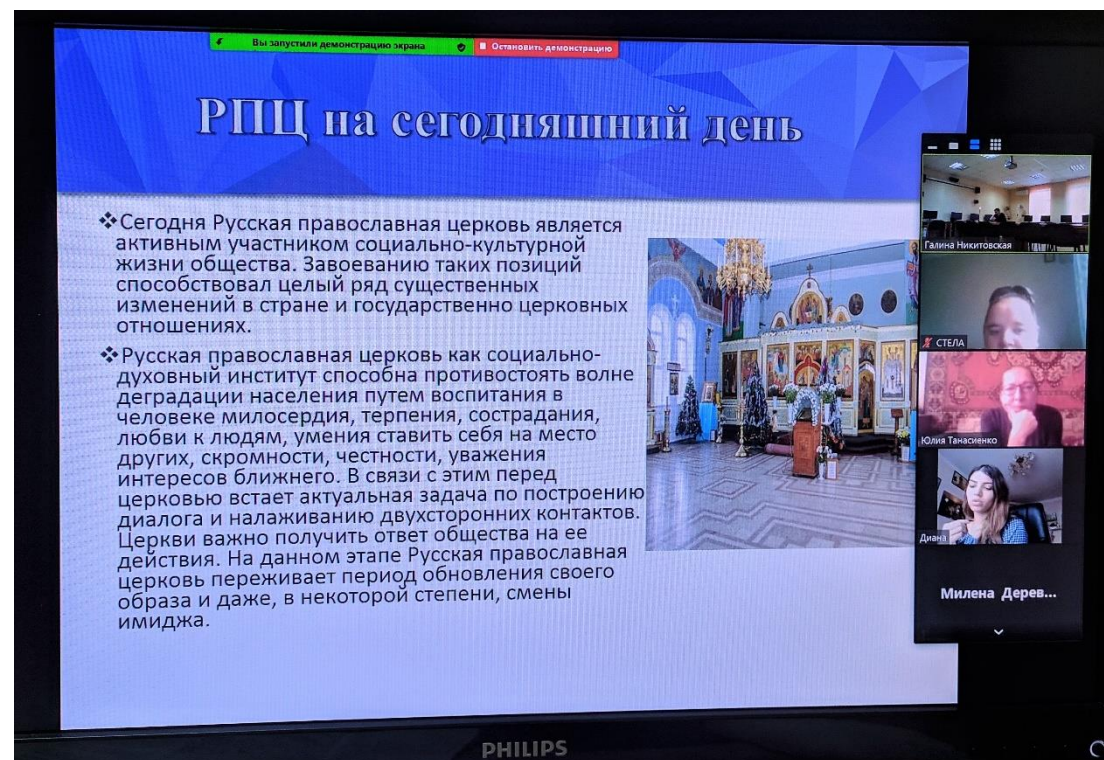 Вы запустили демонстрацию экрана
Остановить демонстрацию
РПЦ на сегодняшний день
❖Сегодня Русская православная церковь является
активным участником социально-культурной
жизни общества. Завоеванию таких позиций
способствовал целый ряд существенных
изменений в стране и государственно церковных
отношениях.
❖Русская православная церковь как социально-
духовный институт способна противостоять волне
деградации населения путем воспитания в
человеке милосердия, терпения, сострадания,
любви к людям, умения ставить себя на место
других, скромности, честности, уважения
интересов ближнего. В связи с этим перед
церковью встает актуальная задача по построению
диалога и налаживанию двухсторонних контактов.
Церкви важно получить ответ общества на ее
действия. На данном этапе Русская православная
церковь переживает период обновления своего
образа и даже, в некоторой степени, смены
имиджа.
Галина Никитовская
СТЕЛА
Юлия Танасиенко
Диана
Милена Дерев...
PHILIPS